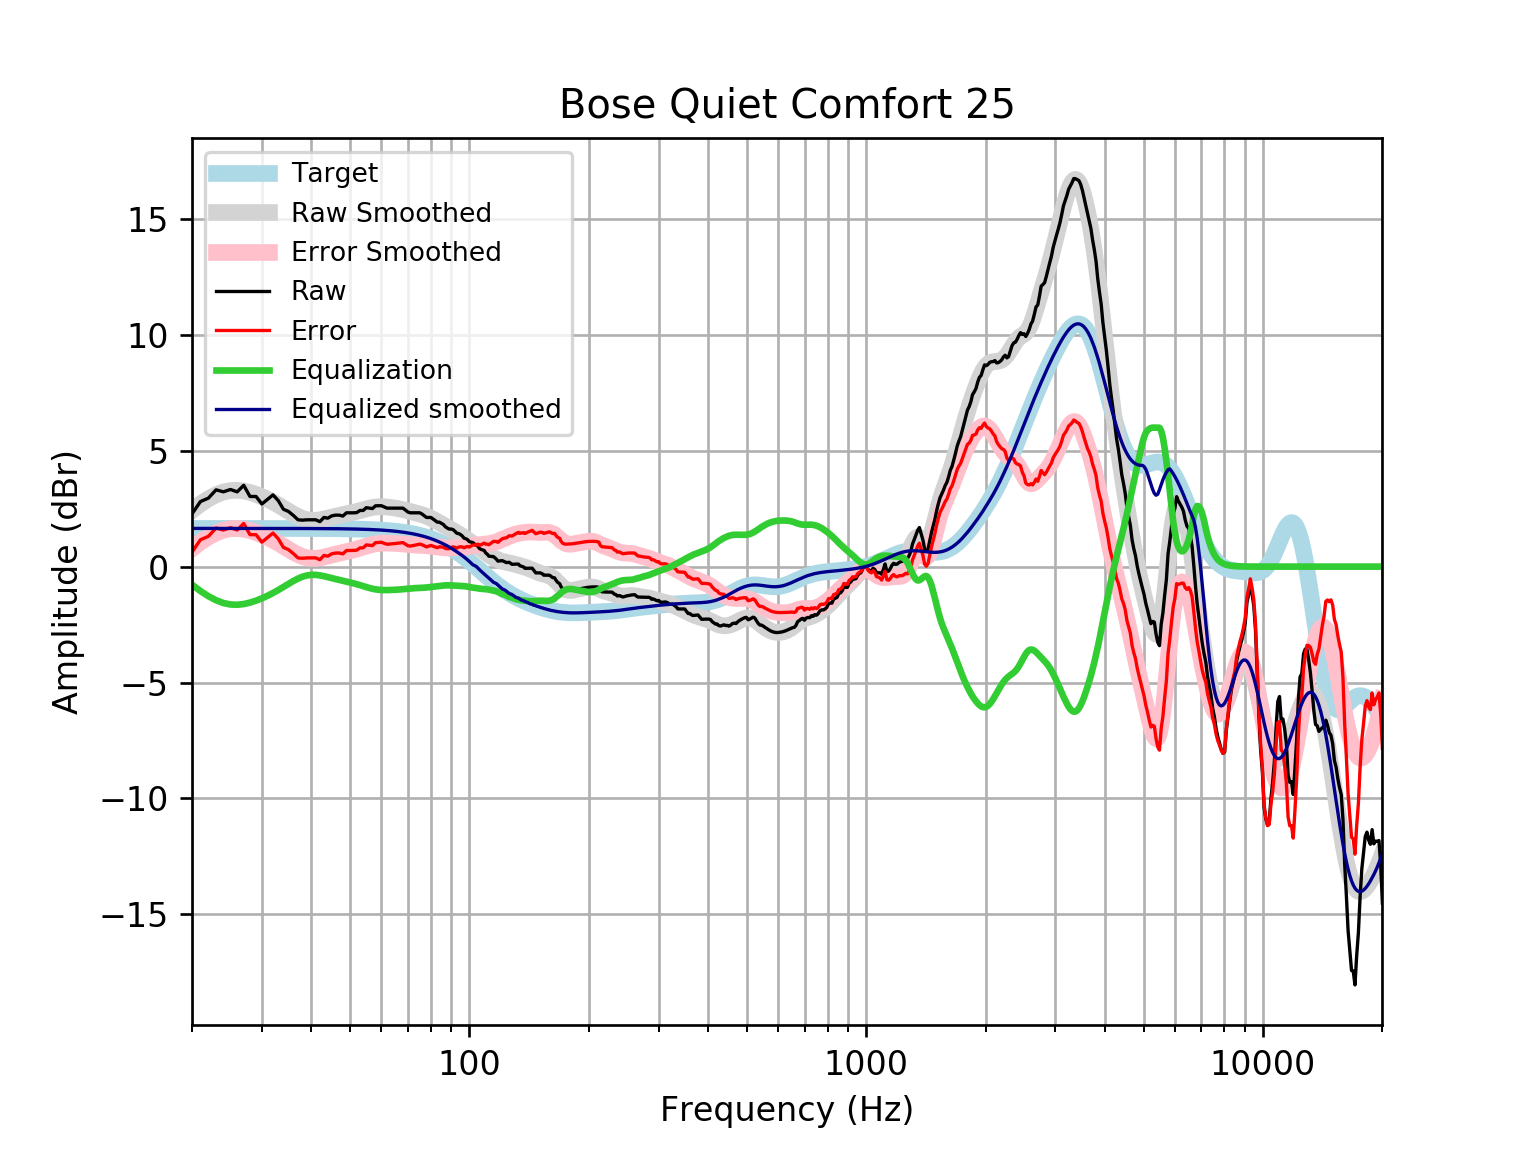 Bose Quiet Comfort 25
Target
Raw Smoothed
Error Smoothed
Raw
Error
Equalization
Equalized smoothed
15
10
5
0
−5
−10
−15
Amplitude (dBr)
100
1000
10000
Frequency (Hz)